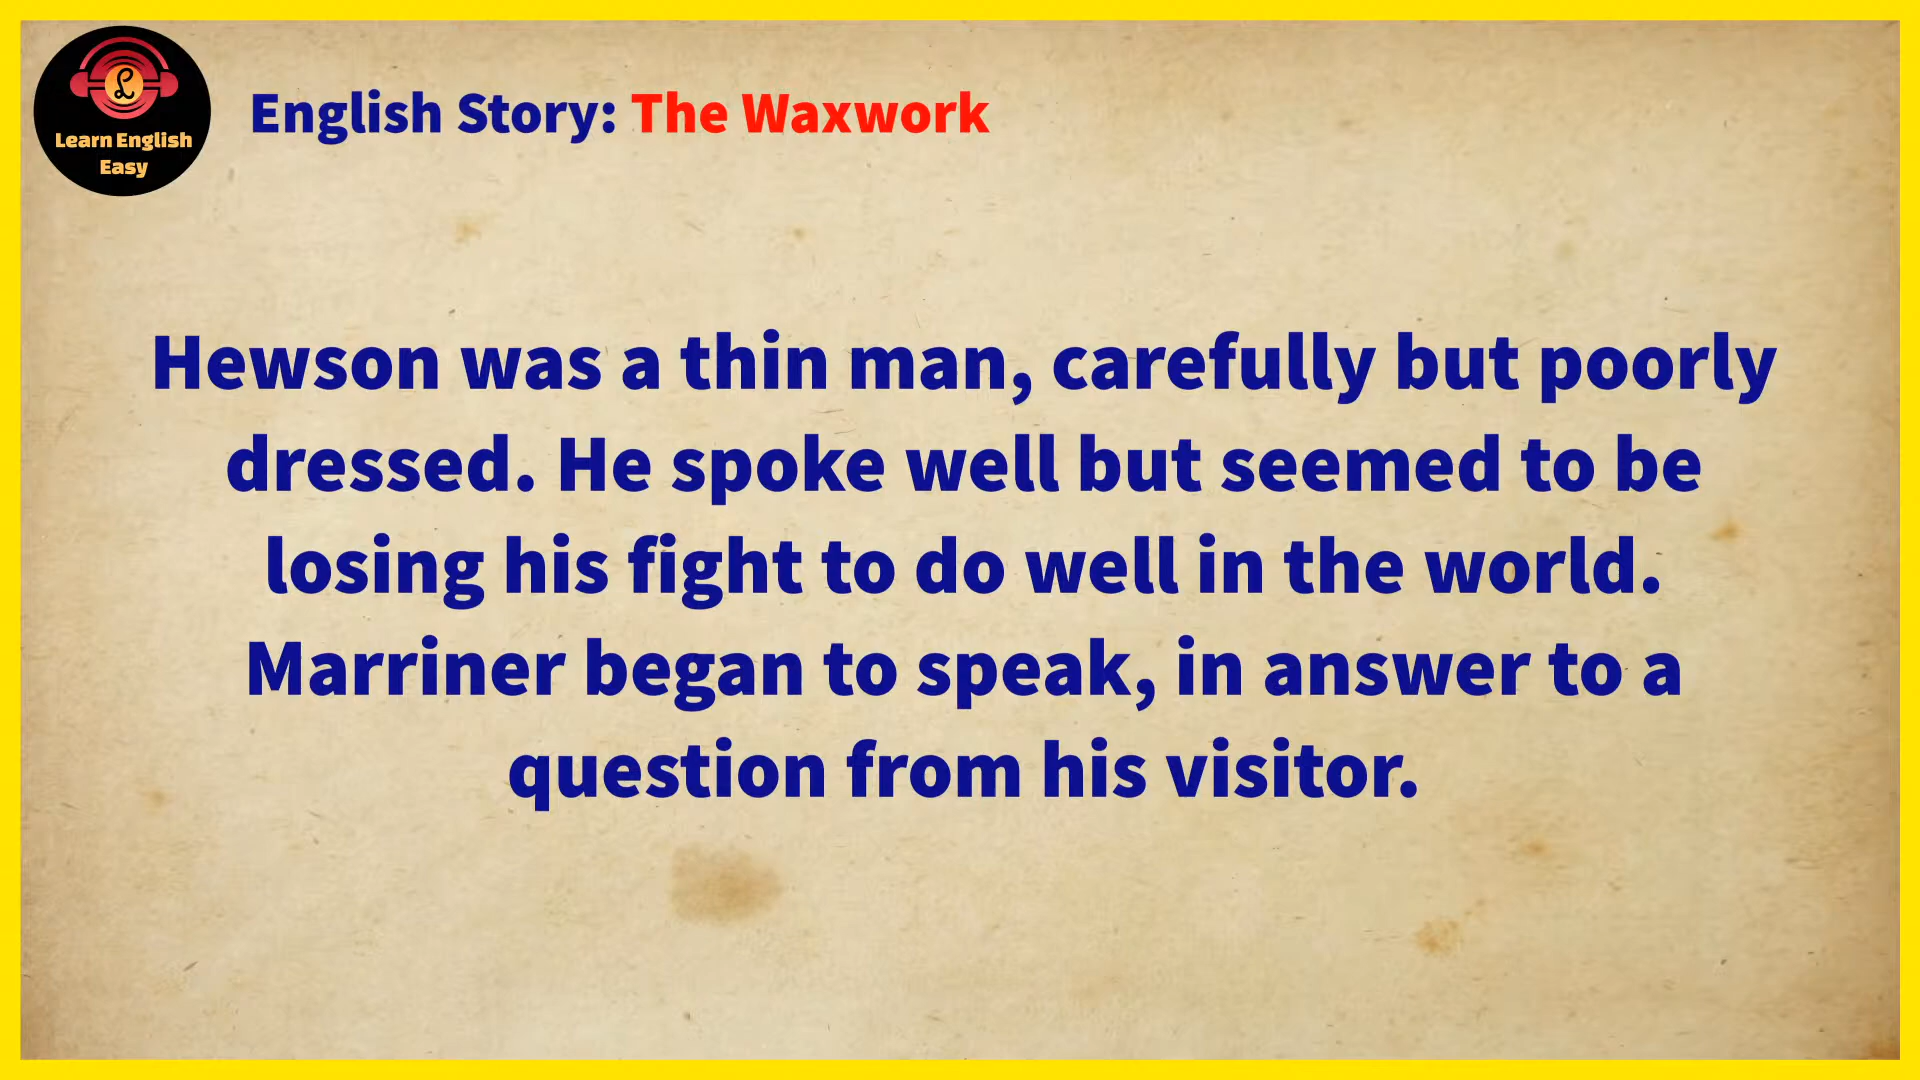 Learn English
Easy
English Story: The Waxwork
Hewson was a thin man, carefully but poorly
dressed. He spoke well but seemed to be
losing his fight to do well in the world.
Marriner began to speak, in answer to a
question from his visitor.